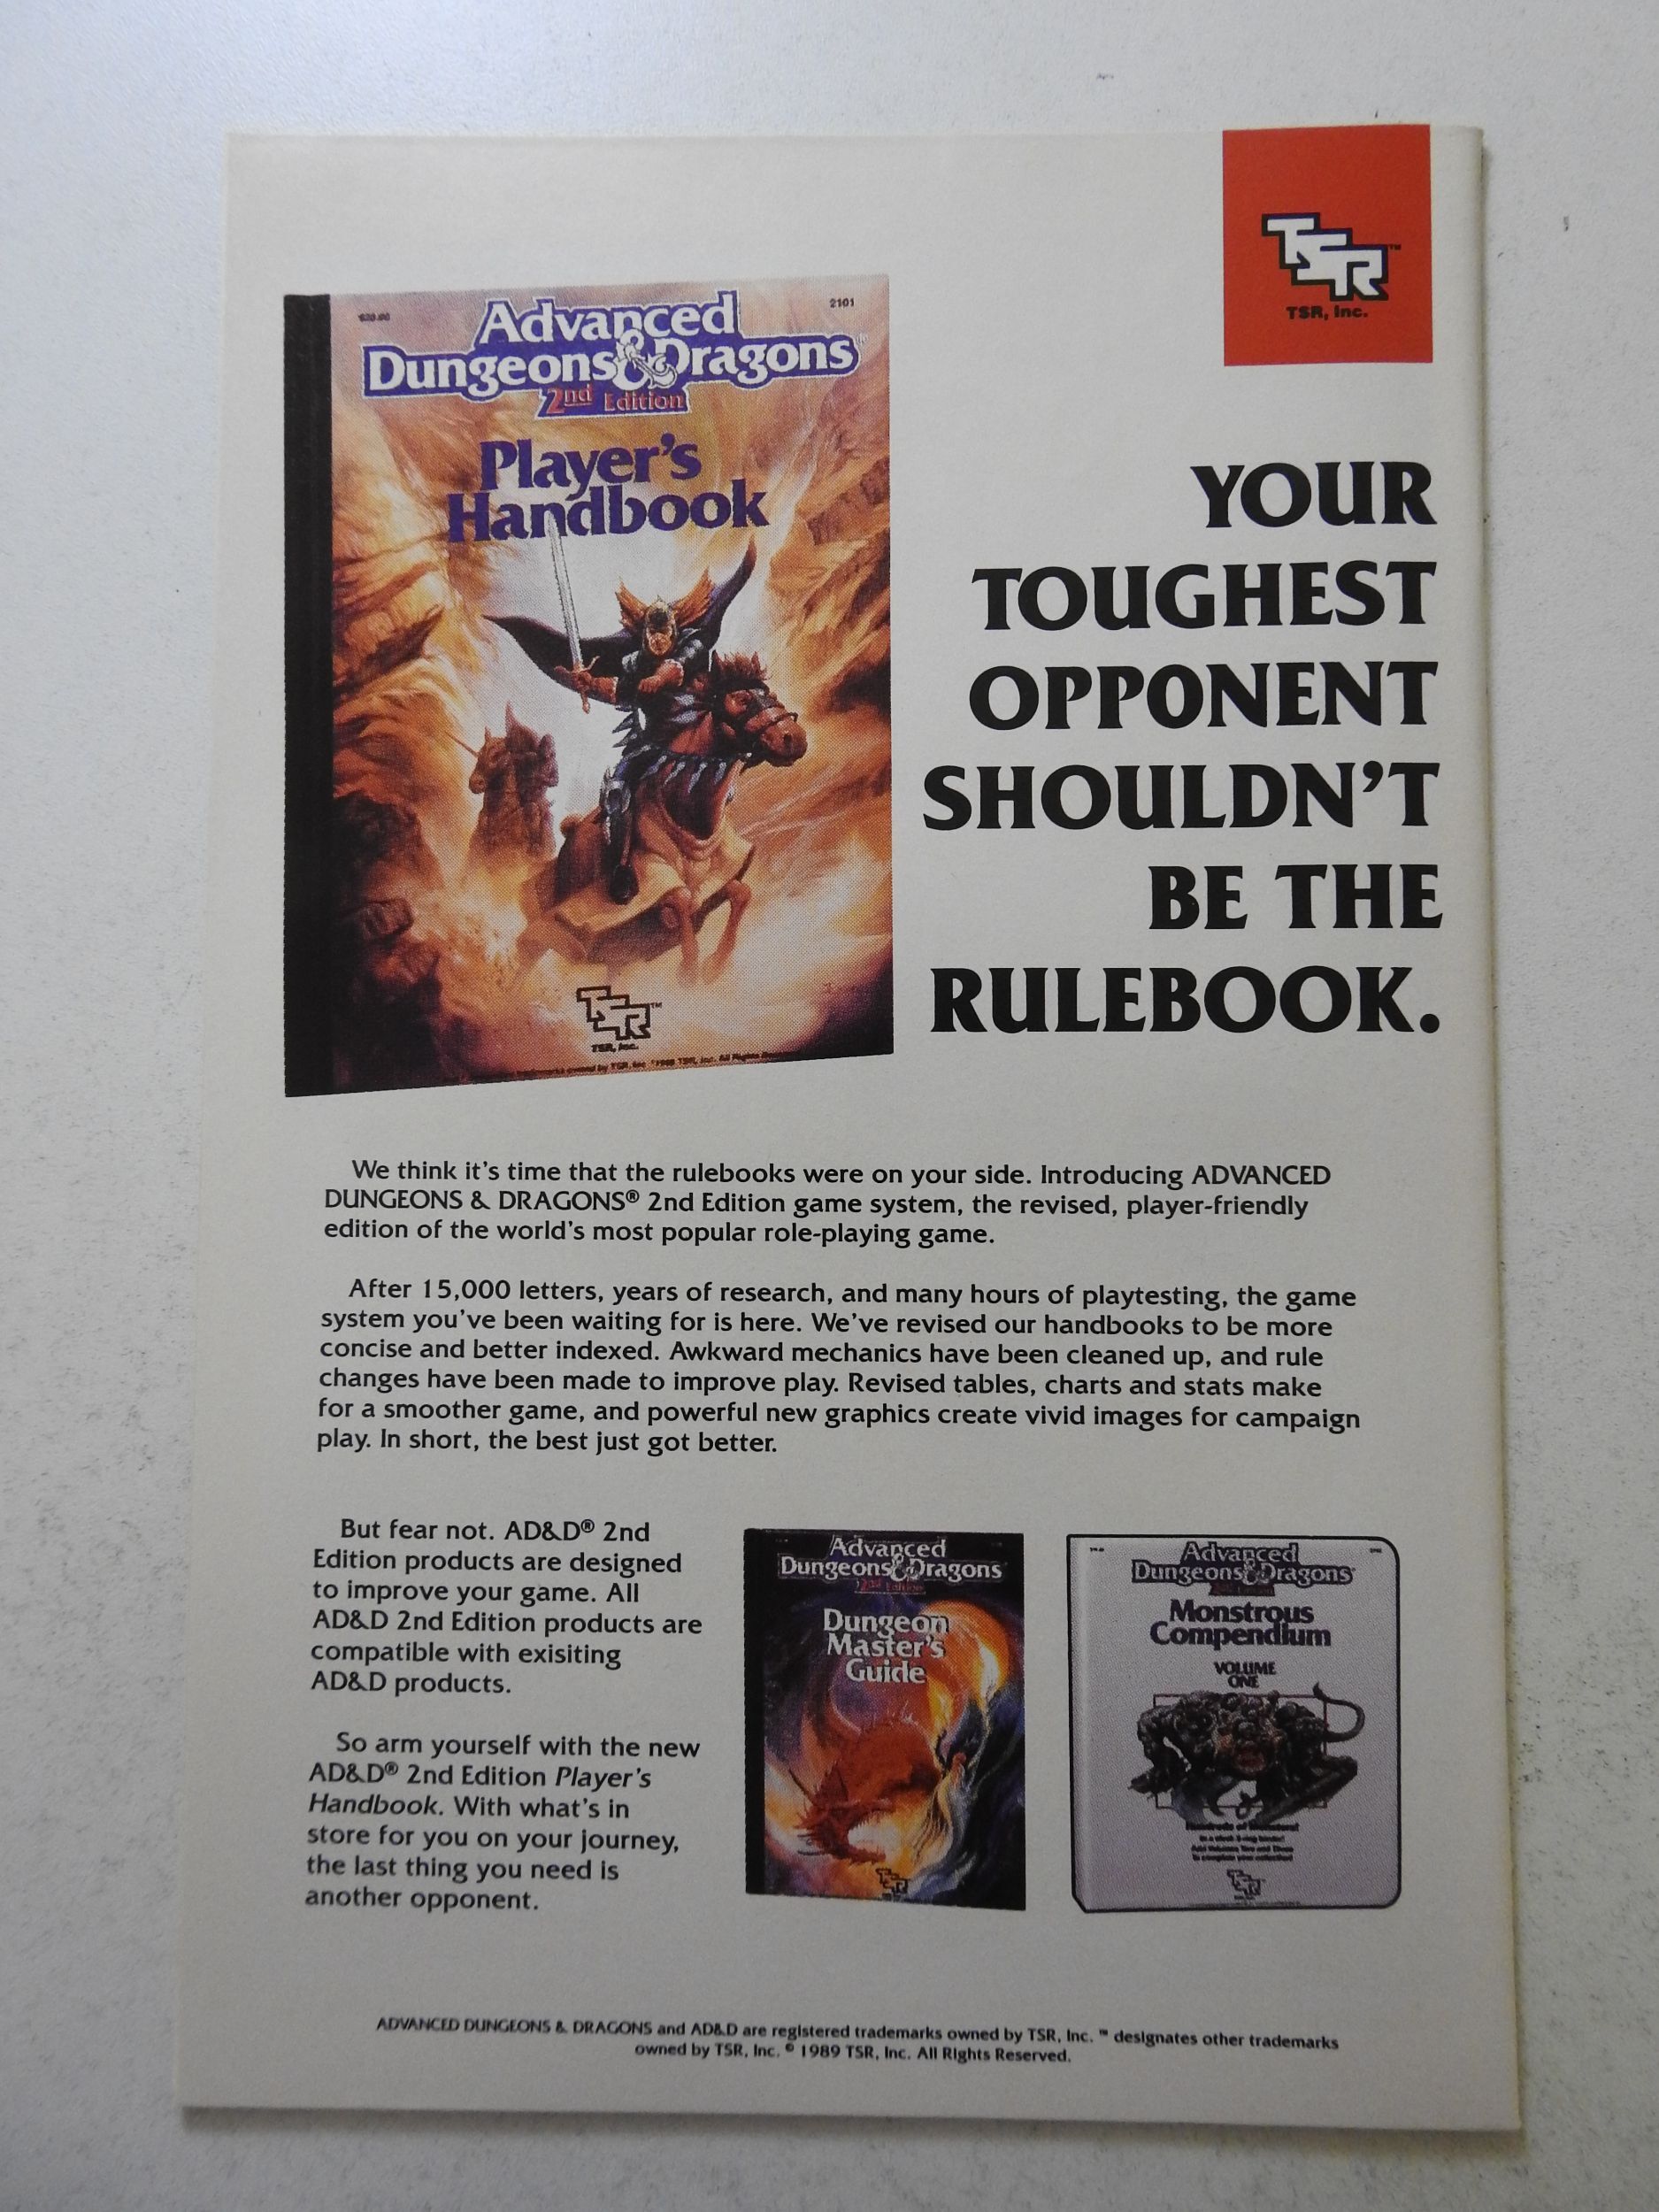 TSR™
TSR, Inc.
$20.00
2101
Advanced
Dungeons & Dragons®
2nd Edition
Player's
Handbook
TSR™
TSR, Inc.
YOUR
TOUGHEST
OPPONENT
SHOULDN'T
BE THE
RULEBOOK.
We think it's time that the rulebooks were on your side. Introducing ADVANCED
DUNGEONS & DRAGONS® 2nd Edition game system, the revised, player-friendly
edition of the world's most popular role-playing game.
After 15,000 letters, years of research, and many hours of playtesting, the game
system you've been waiting for is here. We've revised our handbooks to be more
concise and better indexed. Awkward mechanics have been cleaned up, and rule
changes have been made to improve play. Revised tables, charts and stats make
for a smoother game, and powerful new graphics create vivid images for campaign
play. In short, the best just got better.
But fear not. AD&D® 2nd
Edition products are designed
to improve your game. All
AD&D 2nd Edition products are
compatible with exisiting
AD&D products.
So arm yourself with the new
AD&D® 2nd Edition Player's
Handbook. With what's in
store for you on your journey,
the last thing you need is
another opponent.
Advanced
Dungeons & Dragons
2nd Edition
Dungeon
Master's
Guide
TSR
Advanced
Dungeons & Dragons
2nd Edition
Monstrous
Compendium
VOLUME
ONE
TSR
ADVANCED DUNGEONS & DRAGONS and AD&D are registered trademarks owned by TSR, Inc. ™ designates other trademarks
owned by TSR, Inc. © 1989 TSR, Inc. All Rights Reserved.